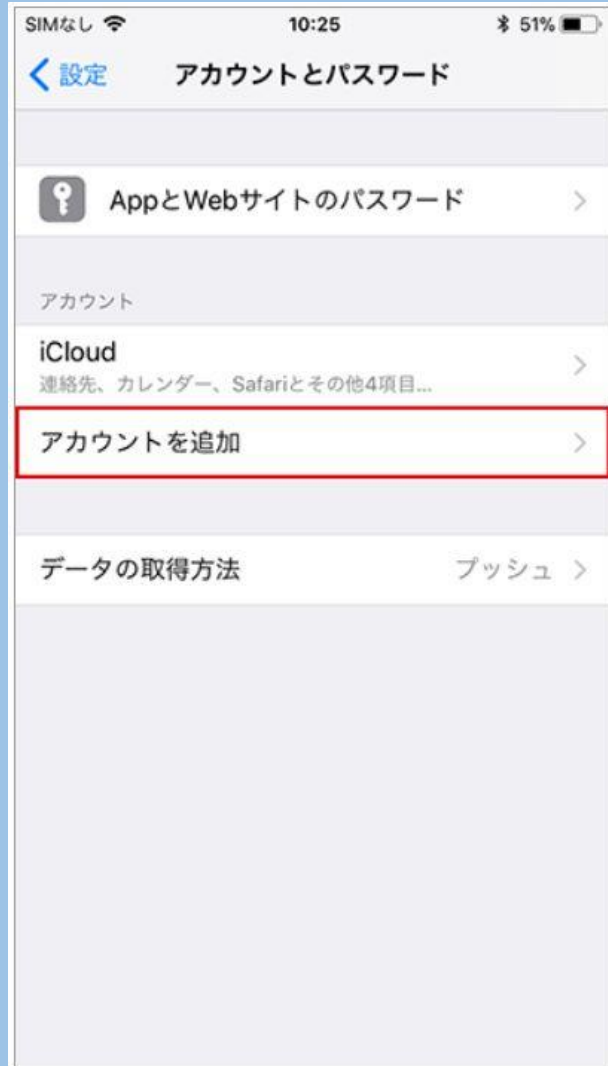 SIMなし 10:25 51%
設定 アカウントとパスワード
AppとWebサイトのパスワード
アカウント
iCloud
連絡先、カレンダー、Safariとその他4項目...
アカウントを追加
データの取得方法 プッシュ